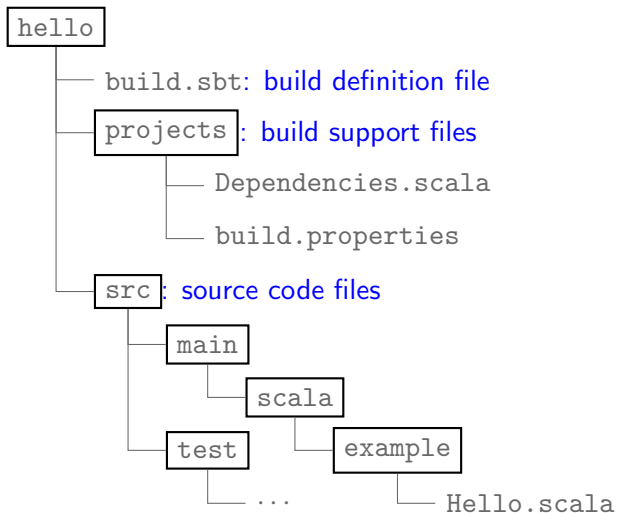 hello
build.sbt: build definition file
projects: build support files
Dependencies.scala
build.properties
src: source code files
main
scala
test
example
...
Hello.scala